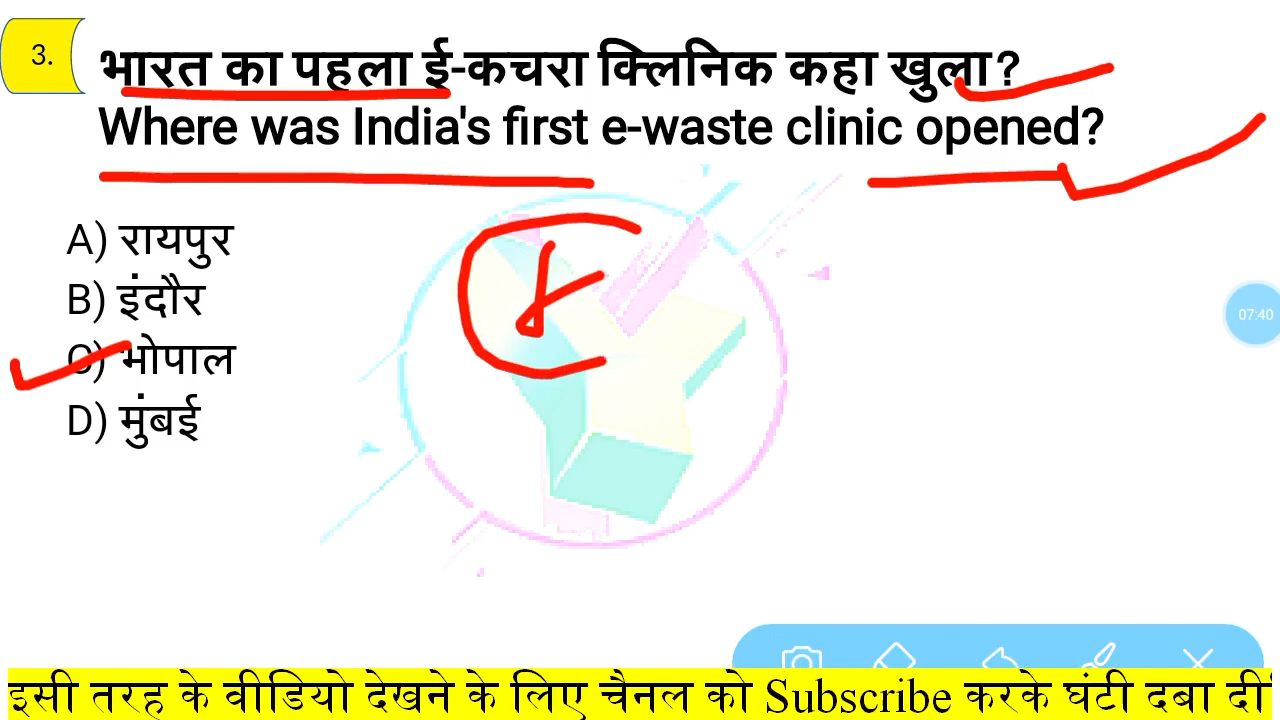 3.
भारत का पहला ई-कचरा क्लिनिक कहा खुला?
Where was India's first e-waste clinic opened?
A) रायपुर
B) इंदौर
C) भोपाल
D) मुंबई
07:40
इसी तरह के वीडियो देखने के लिए चैनल को Subscribe करके घंटी दबा